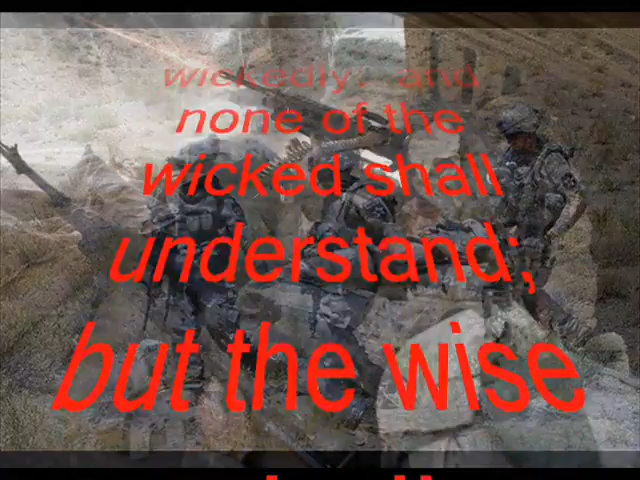 wickedly: and
none of the
wicked shall
understand;
but the wise